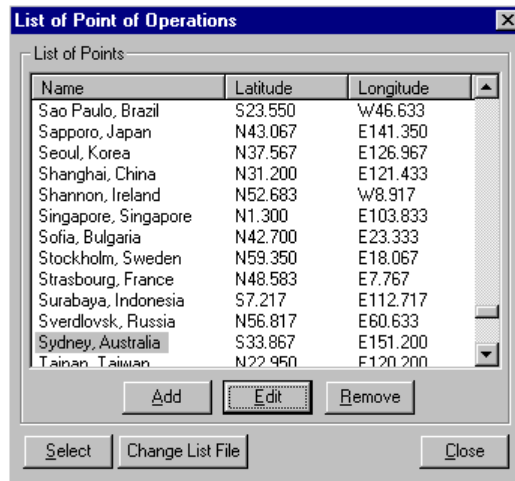 List of Point of Operations
List of Points
Name Latitude Longitude
Sao Paulo, Brazil S23.550 W46.633
Sapporo, Japan N43.067 E141.350
Seoul, Korea N37.567 E126.967
Shanghai, China N31.200 E121.433
Shannon, Ireland N52.683 W8.917
Singapore, Singapore N1.300 E103.833
Sofia, Bulgaria N42.700 E23.333
Stockholm, Sweden N59.350 E18.067
Strasbourg, France N48.583 E7.767
Surabaya, Indonesia S7.217 E112.717
Sverdlovsk, Russia N56.817 E60.633
Sydney, Australia S33.867 E151.200
Tainan, Taiwan N22.950 E120.200
Add Edit Remove
Select Change List File Close